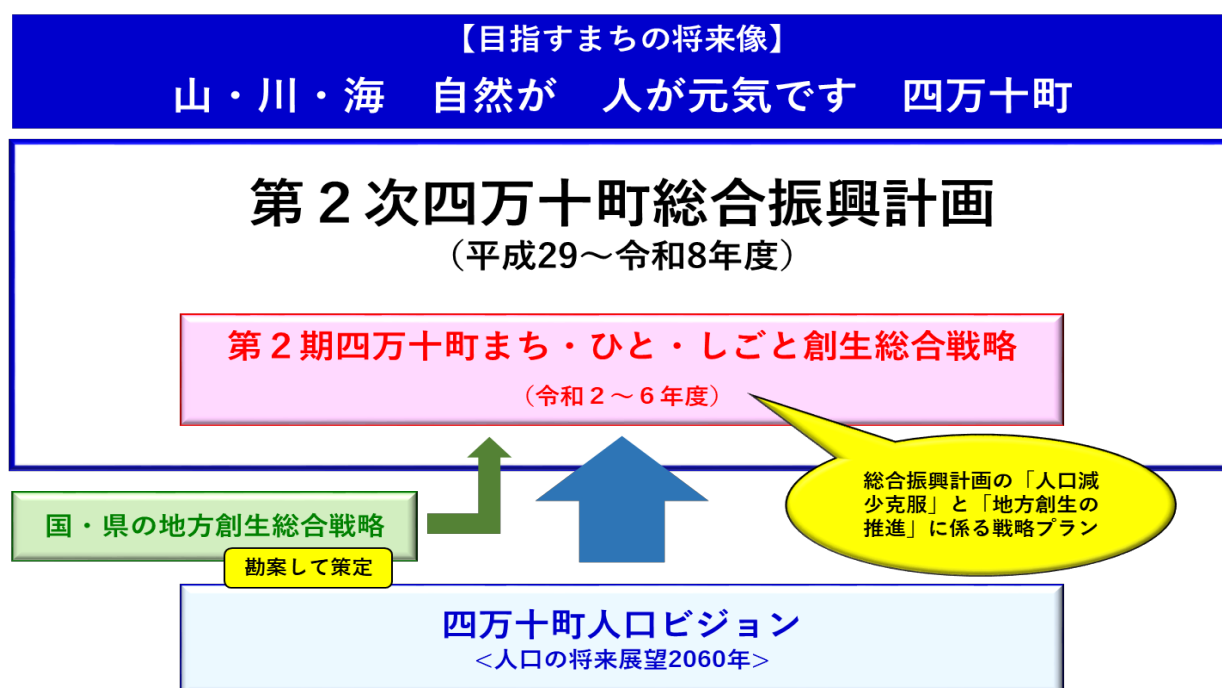 【目指すまちの将来像】
山・川・海　自然が　人が元気です　四万十町
第２次四万十町総合振興計画
（平成29～令和8年度）
第２期四万十町まち・ひと・しごと創生総合戦略
（令和２～６年度）
総合振興計画の「人口減
少克服」と「地方創生の
推進」に係る戦略プラン
国・県の地方創生総合戦略
勘案して策定
四万十町人口ビジョン
<人口の将来展望2060年>